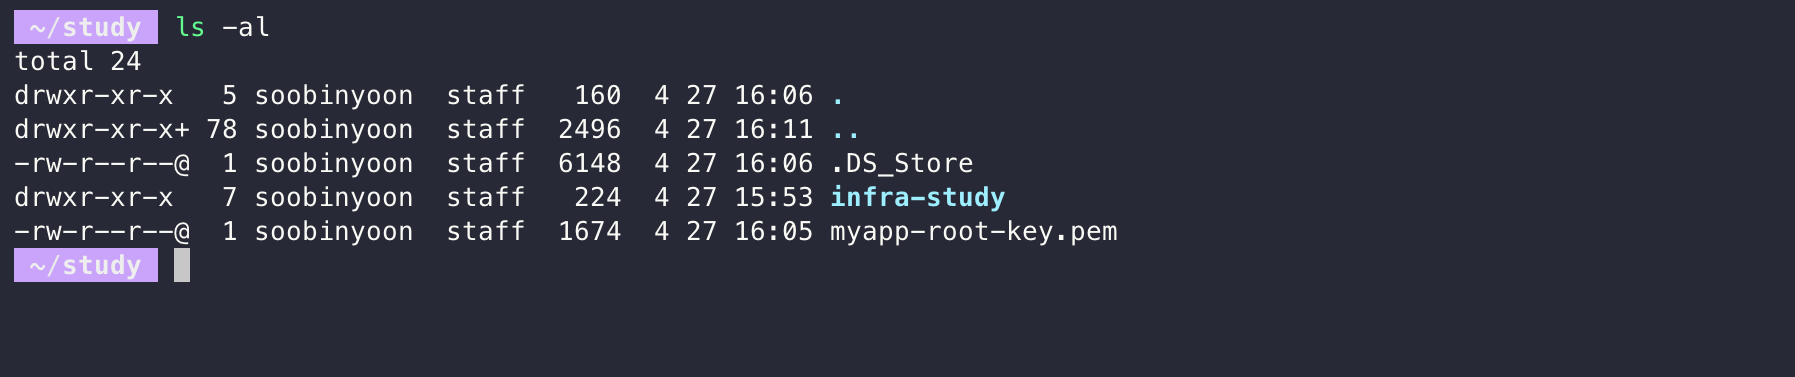 ~/study ls -al
total 24
drwxr-xr-x   5 soobinyoon  staff   160  4 27 16:06 .
drwxr-xr-x+ 78 soobinyoon  staff  2496  4 27 16:11 ..
-rw-r--r--@  1 soobinyoon  staff  6148  4 27 16:06 .DS_Store
drwxr-xr-x   7 soobinyoon  staff   224  4 27 15:53 infra-study
-rw-r--r--@  1 soobinyoon  staff  1674  4 27 16:05 myapp-root-key.pem
~/study